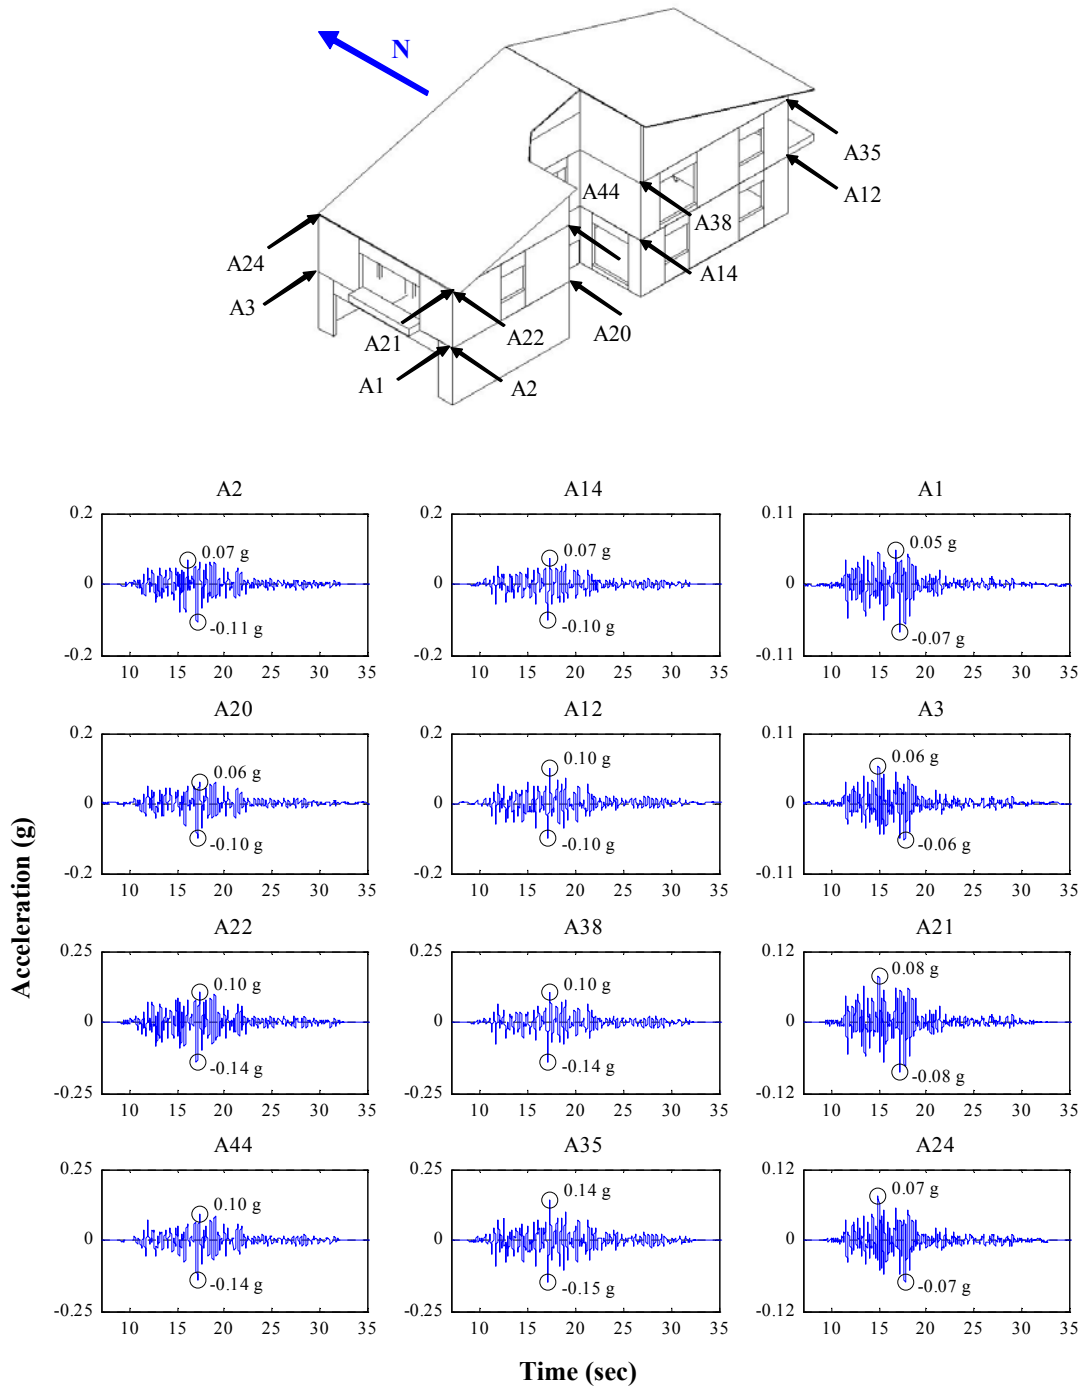 N
A35
A12
A44
A38
A24
A14
A3
A20
A21
A22
A1
A2
A2 A14 A1
0.2 0.2 0.11
0.07 g 0.07 g 0.05 g
0 0 0
-0.11 g -0.10 g -0.07 g
-0.2 -0.2 -0.11
10 15 20 25 30 35 10 15 20 25 30 35 10 15 20 25 30 35
A20 A12 A3
0.2 0.2 0.11
0.06 g 0.10 g 0.06 g
0 0 0
-0.10 g -0.10 g -0.06 g
-0.2 -0.2 -0.11
10 15 20 25 30 35 10 15 20 25 30 35 10 15 20 25 30 35
Acceleration (g)
A22 A38 A21
0.25 0.25 0.12
0.10 g 0.10 g 0.08 g
0 0 0
-0.14 g -0.14 g -0.08 g
-0.25 -0.25 -0.12
10 15 20 25 30 35 10 15 20 25 30 35 10 15 20 25 30 35
A44 A35 A24
0.25 0.25 0.12
0.10 g 0.14 g 0.07 g
0 0 0
-0.14 g -0.15 g -0.07 g
-0.25 -0.25 -0.12
10 15 20 25 30 35 10 15 20 25 30 35 10 15 20 25 30 35
Time (sec)